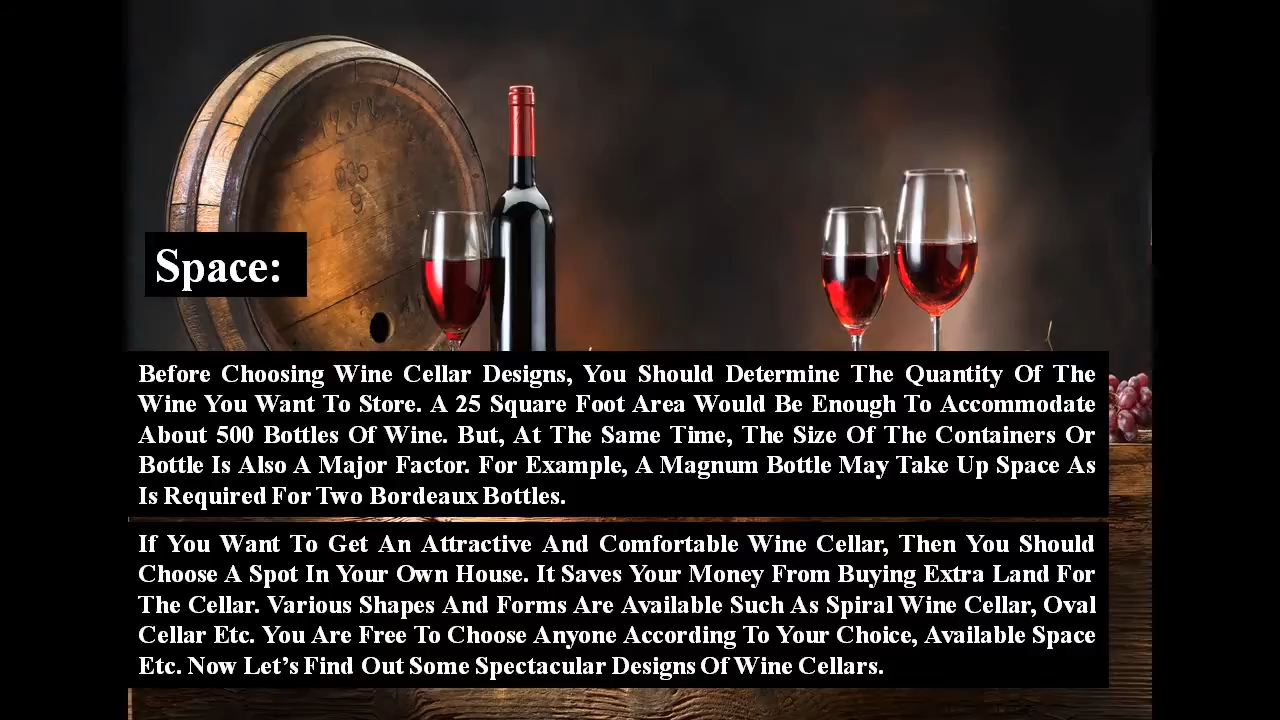 Space:
Before Choosing Wine Cellar Designs, You Should Determine The Quantity Of The
Wine You Want To Store. A 25 Square Foot Area Would Be Enough To Accommodate
About 500 Bottles Of Wine. But, At The Same Time, The Size Of The Containers Or
Bottle Is Also A Major Factor. For Example, A Magnum Bottle May Take Up Space As
Is Required For Two Bordeaux Bottles.
If You Want To Get An Attractive And Comfortable Wine Cellar, Then You Should
Choose A Spot In Your Own House. It Saves Your Money From Buying Extra Land For
The Cellar. Various Shapes And Forms Are Available Such As Spiral Wine Cellar, Oval
Cellar Etc. You Are Free To Choose Anyone According To Your Choice, Available Space
Etc. Now Let’s Find Out Some Spectacular Designs Of Wine Cellars.